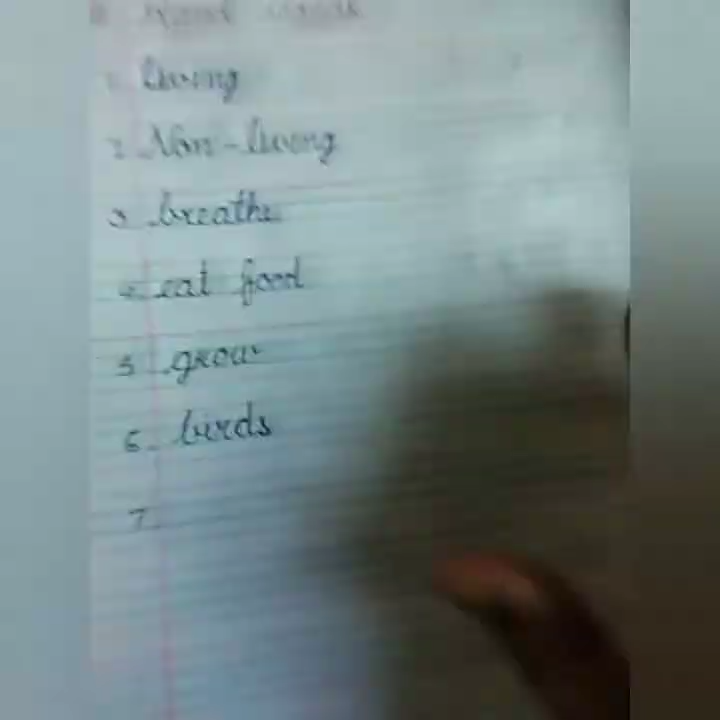 1. Living
2. Non-living
3. breathe
4. eat food
5. grow
6. birds
7